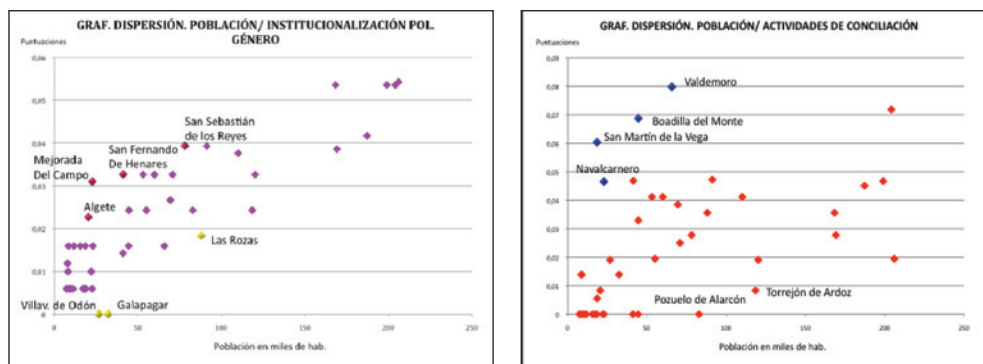 GRAF. DISPERSIÓN. POBLACIÓN/ INSTITUCIONALIZACIÓN POL.
GÉNERO
Puntuaciones
0,06
0,05
0,04
0,03
0,02
0,01
0
San Sebastián
de los Reyes
San Fernando
De Henares
Mejorada
Del Campo
Algete
Las Rozas
Villav. de Odón
Galapagar
0
50
100
150
200
250
Población en miles de hab.
GRAF. DISPERSIÓN. POBLACIÓN/ ACTIVIDADES DE CONCILIACIÓN
Puntuaciones
0,09
0,08
0,07
0,06
0,05
0,04
0,03
0,02
0,01
0
Valdemoro
Boadilla del Monte
San Martín de la Vega
Navalcarnero
Pozuelo de Alarcón
Torrejón de Ardoz
0
50
100
150
200
250
Población en miles de hab.